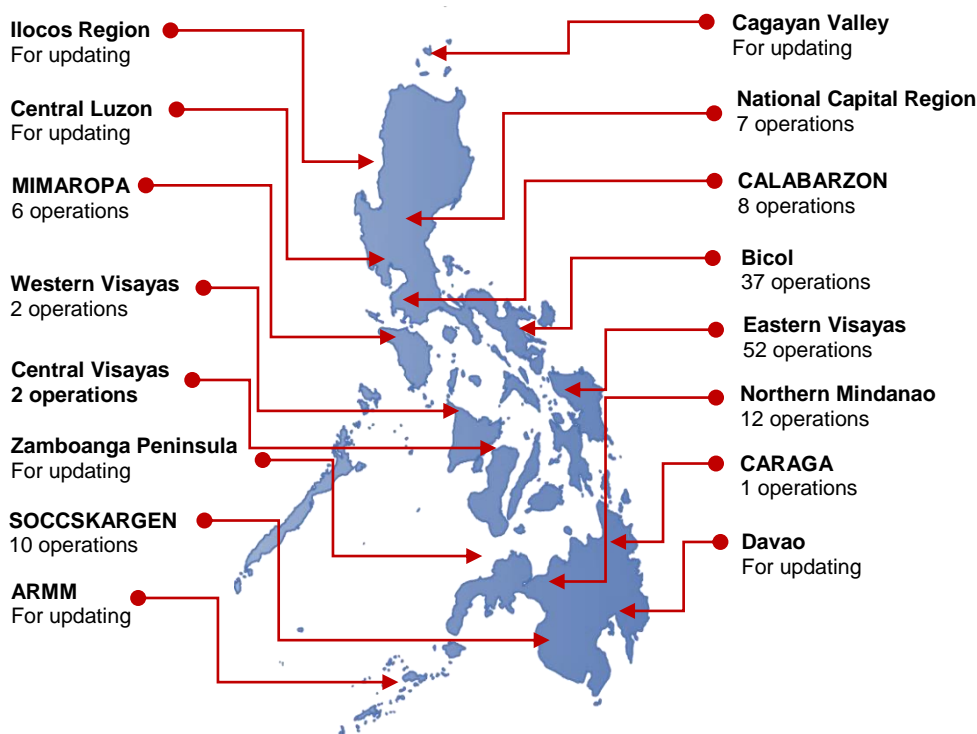 Ilocos Region
For updating
Central Luzon
For updating
MIMAROPA
6 operations
Western Visayas
2 operations
Central Visayas
2 operations
Zamboanga Peninsula
For updating
SOCCSKARGEN
10 operations
ARMM
For updating
Cagayan Valley
For updating
National Capital Region
7 operations
CALABARZON
8 operations
Bicol
37 operations
Eastern Visayas
52 operations
Northern Mindanao
12 operations
CARAGA
1 operations
Davao
For updating